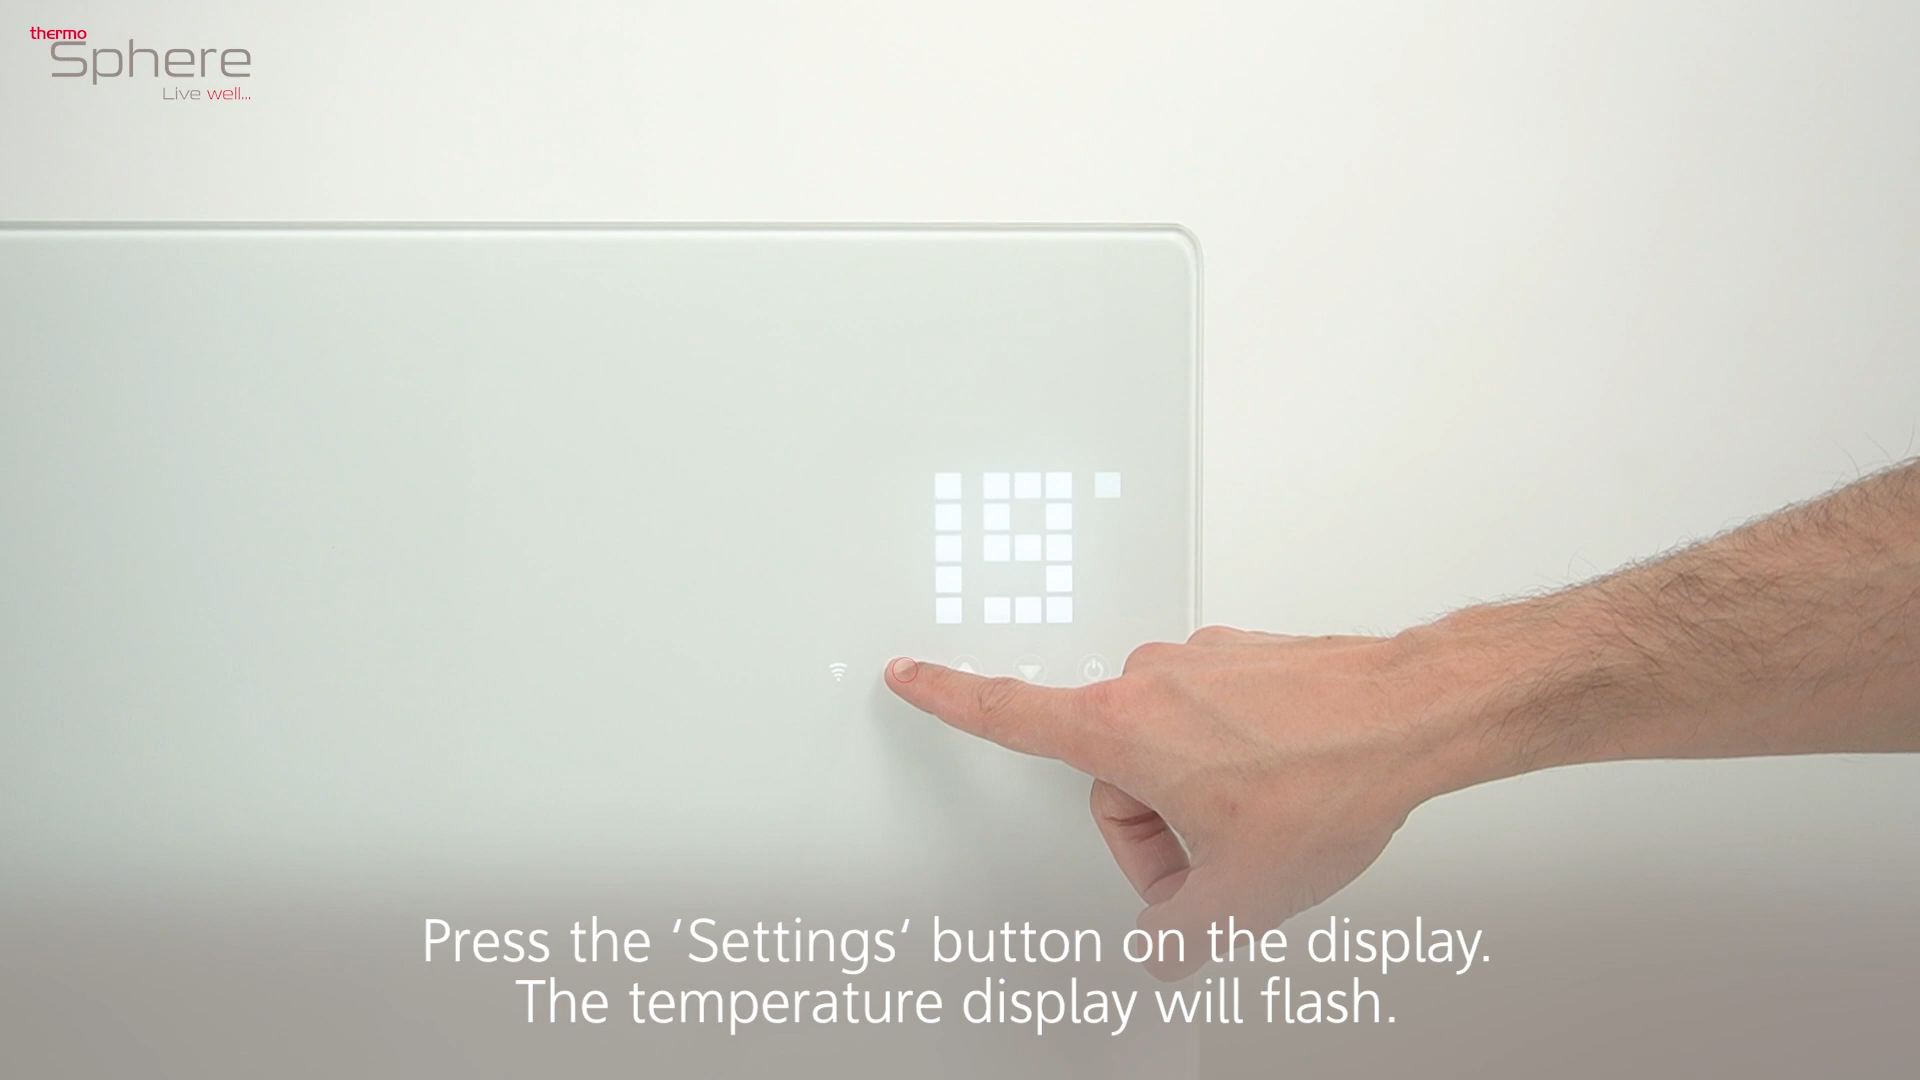 thermo
Sphere
Live well...
19°
Press the ‘Settings‘ button on the display.
The temperature display will flash.